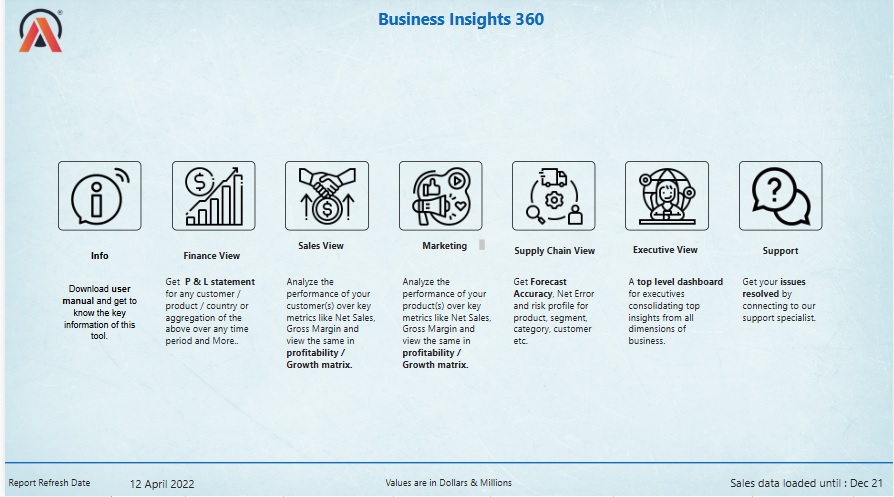 ®
Business Insights 360
Info
Download user
manual and get to
know the key
information of this
tool.
Finance View
Get P & L statement
for any customer /
product / country or
aggregation of the
above over any time
period and More..
Sales View
Analyze the
performance of your
customer(s) over key
metrics like Net Sales,
Gross Margin and
view the same in
profitability /
Growth matrix.
Marketing
Analyze the
performance of your
product(s) over key
metrics like Net Sales,
Gross Margin and
view the same in
profitability /
Growth matrix.
Supply Chain View
Get Forecast
Accuracy, Net Error
and risk profile for
product, segment,
category, customer
etc.
Executive View
A top level dashboard
for executives
consolidating top
insights from all
dimensions of
business.
Support
Get your issues
resolved by
connecting to our
support specialist.
Report Refresh Date
12 April 2022
Values are in Dollars & Millions
Sales data loaded until : Dec 21